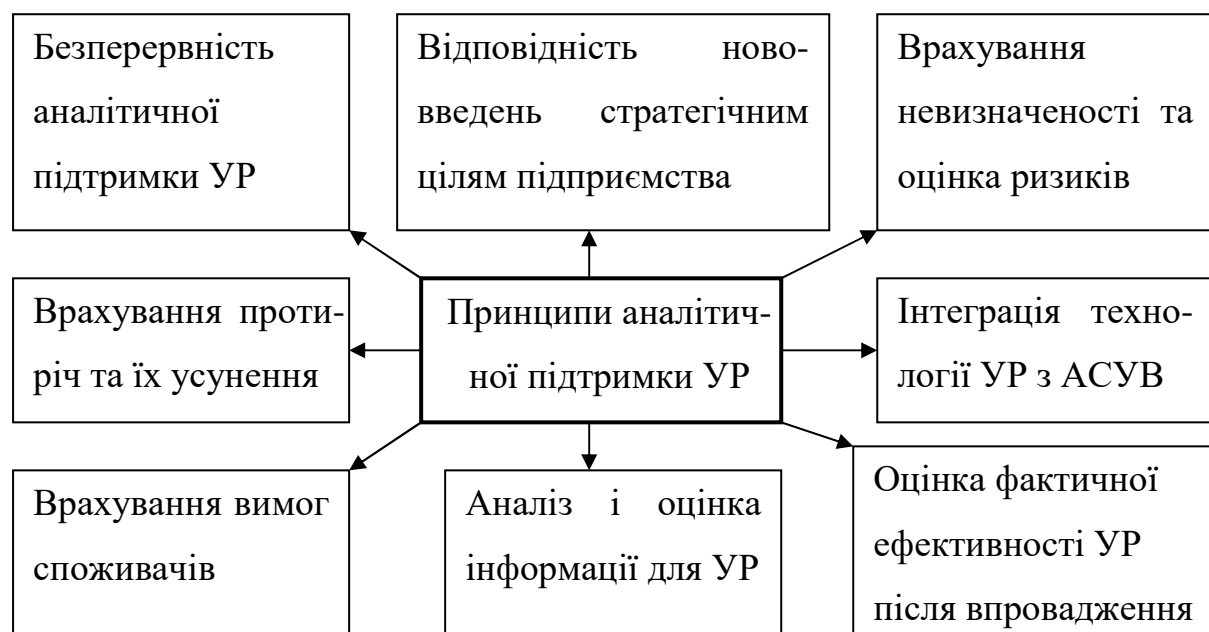 Безперервність
аналітичної
підтримки УР
Відповідність ново-
введень стратегічним
цілям підприємства
Врахування
невизначеності та
оцінка ризиків
Врахування проти-
річ та їх усунення
Принципи аналітич-
ної підтримки УР
Інтеграція техно-
логії УР з АСУВ
Врахування вимог
споживачів
Аналіз і оцінка
інформації для УР
Оцінка фактичної
ефективності УР
після впровадження